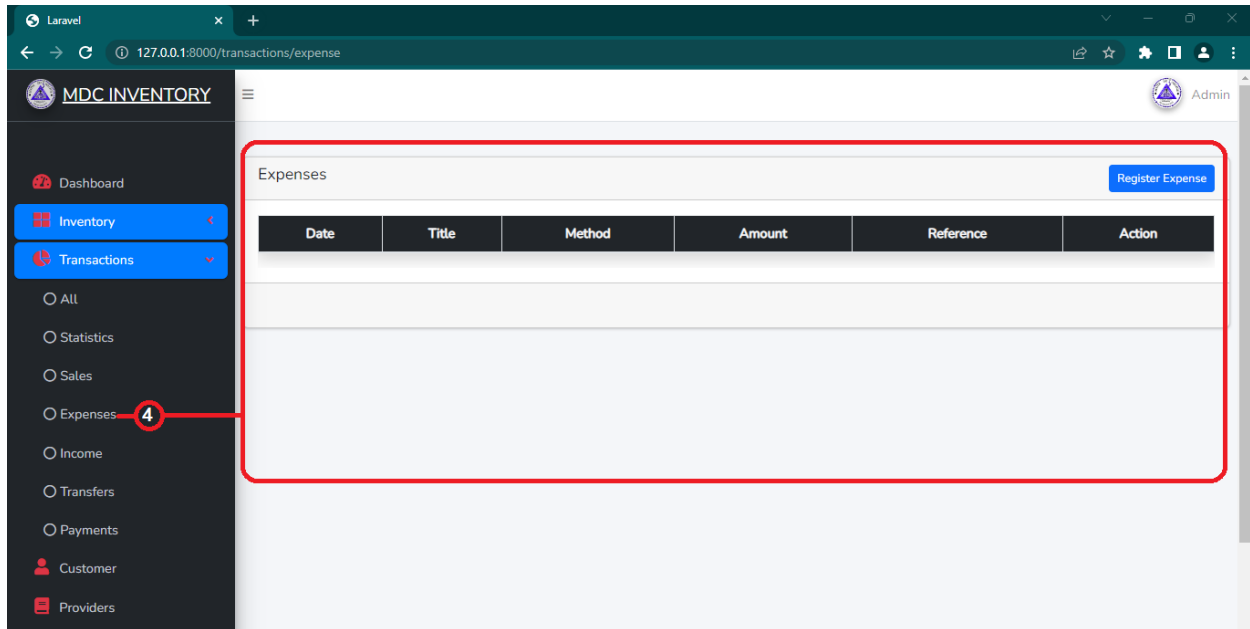 Laravel
127.0.0.1:8000/transactions/expense
MDC INVENTORY
Admin
Expenses
Register Expense
Date Title Method Amount Reference Action
Dashboard
Inventory
Transactions
All
Statistics
Sales
Expenses 4
Income
Transfers
Payments
Customer
Providers